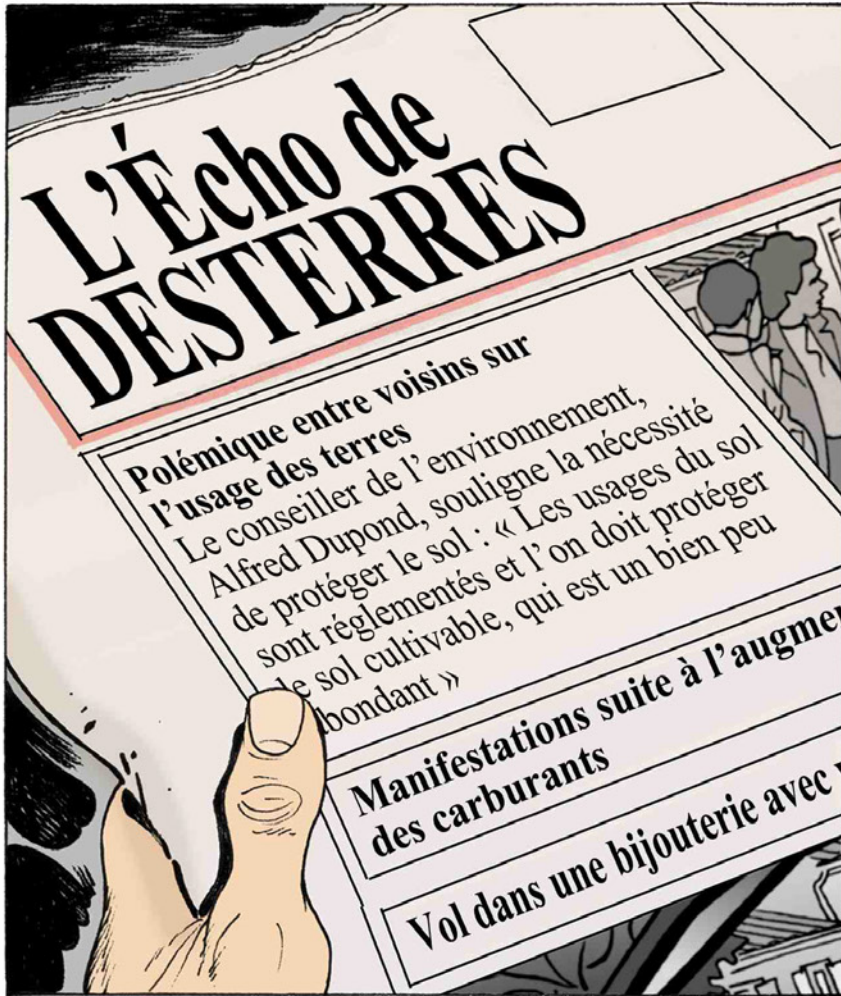 L'Écho de
DESTERRES
Polémique entre voisins sur
l'usage des terres
Le conseiller de l'environnement,
Alfred Dupond, souligne la nécessité
de protéger le sol : « Les usages du sol
sont réglementés et l'on doit protéger
le sol cultivable, qui est un bien peu
bondant »
Manifestations suite à l'augme
des carburants
Vol dans une bijouterie avec